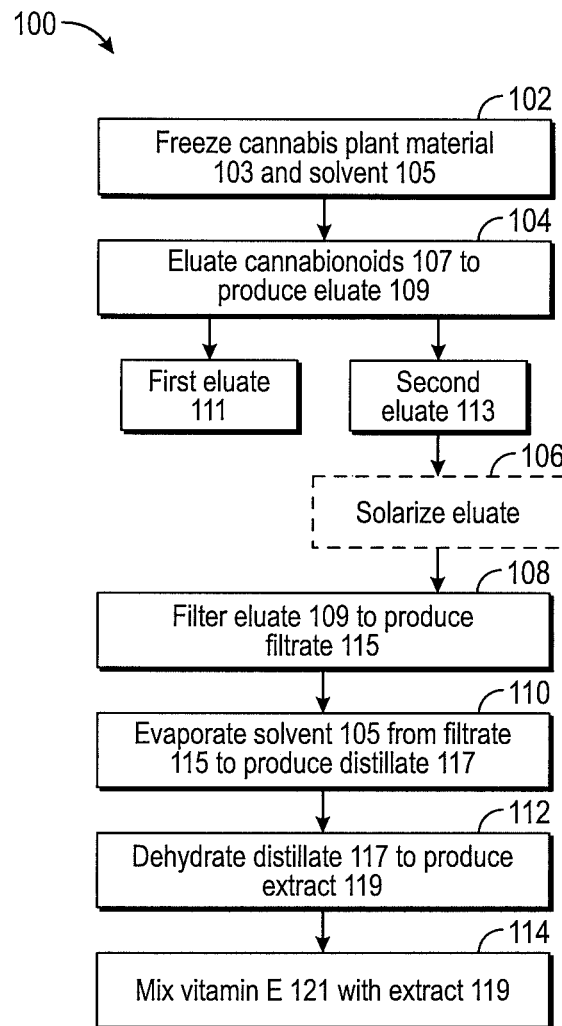 100
102
Freeze cannabis plant material
103 and solvent 105
104
Eluate cannabionoids 107 to
produce eluate 109
First eluate
111
Second
eluate 113
106
Solarize eluate
108
Filter eluate 109 to produce
filtrate 115
110
Evaporate solvent 105 from filtrate
115 to produce distillate 117
112
Dehydrate distillate 117 to produce
extract 119
114
Mix vitamin E 121 with extract 119